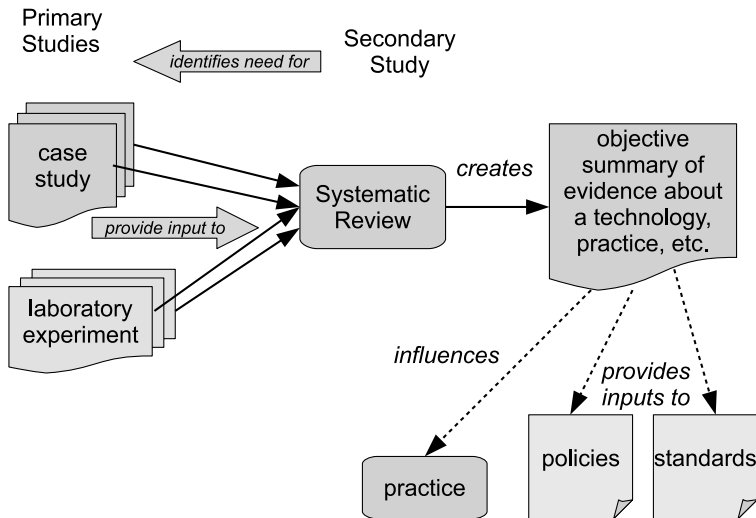 Primary
Studies
identifies need for
Secondary
Study
case
study
provide input to
laboratory
experiment
Systematic
Review
creates
objective
summary of
evidence about
a technology,
practice, etc.
influences
provides
inputs to
practice
policies
standards